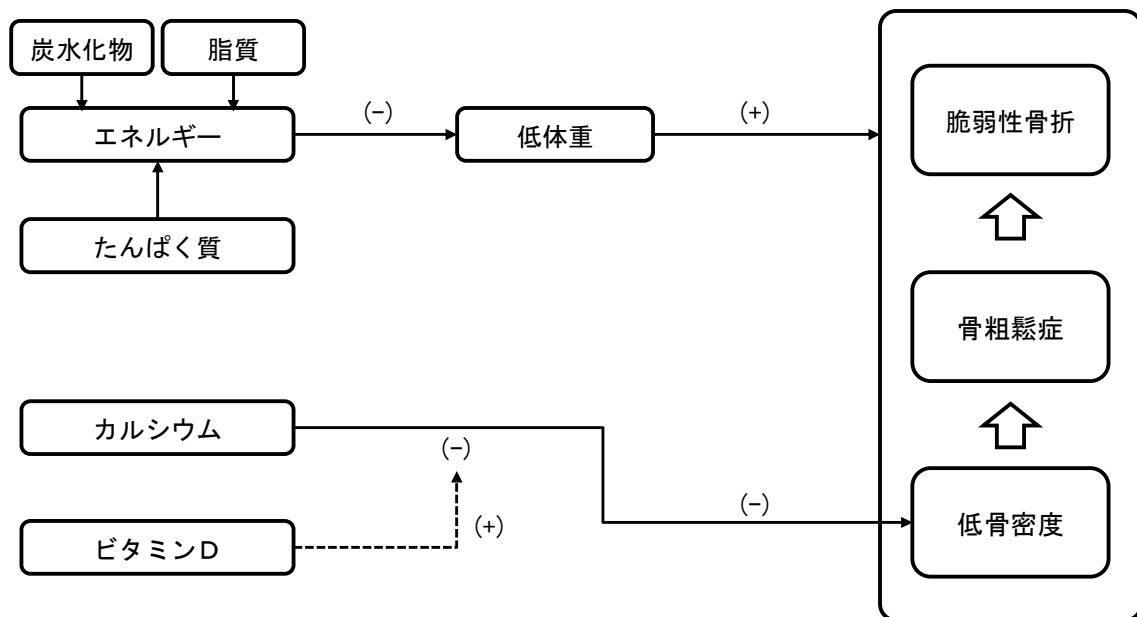 炭水化物
脂質
エネルギー
(−)
低体重
(+)
脆弱性骨折
たんぱく質
骨粗鬆症
カルシウム
(−)
(−)
低骨密度
ビタミンD
(+)